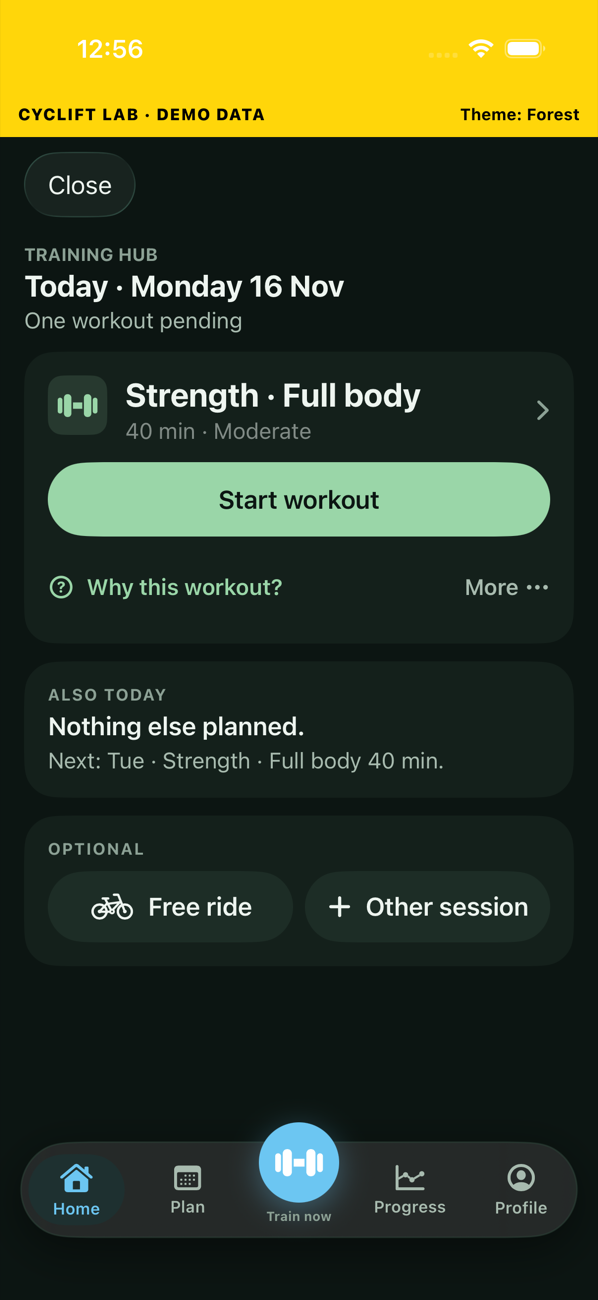 12:56
CYCLIFT LAB · DEMO DATA
Theme: Forest
Close
TRAINING HUB
Today · Monday 16 Nov
One workout pending
Strength · Full body
40 min · Moderate
Start workout
Why this workout?
More ···
ALSO TODAY
Nothing else planned.
Next: Tue · Strength · Full body 40 min.
OPTIONAL
Free ride
+ Other session
Home
Plan
Train now
Progress
Profile